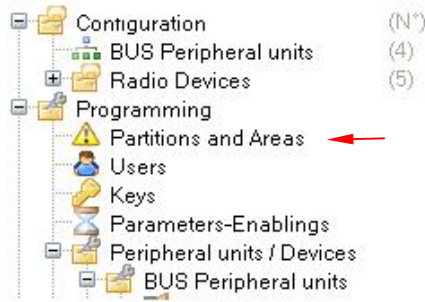 Configuration (N°)
BUS Peripheral units (4)
Radio Devices (5)
Programming
Partitions and Areas
Users
Keys
Parameters-Enablings
Peripheral units / Devices
BUS Peripheral units